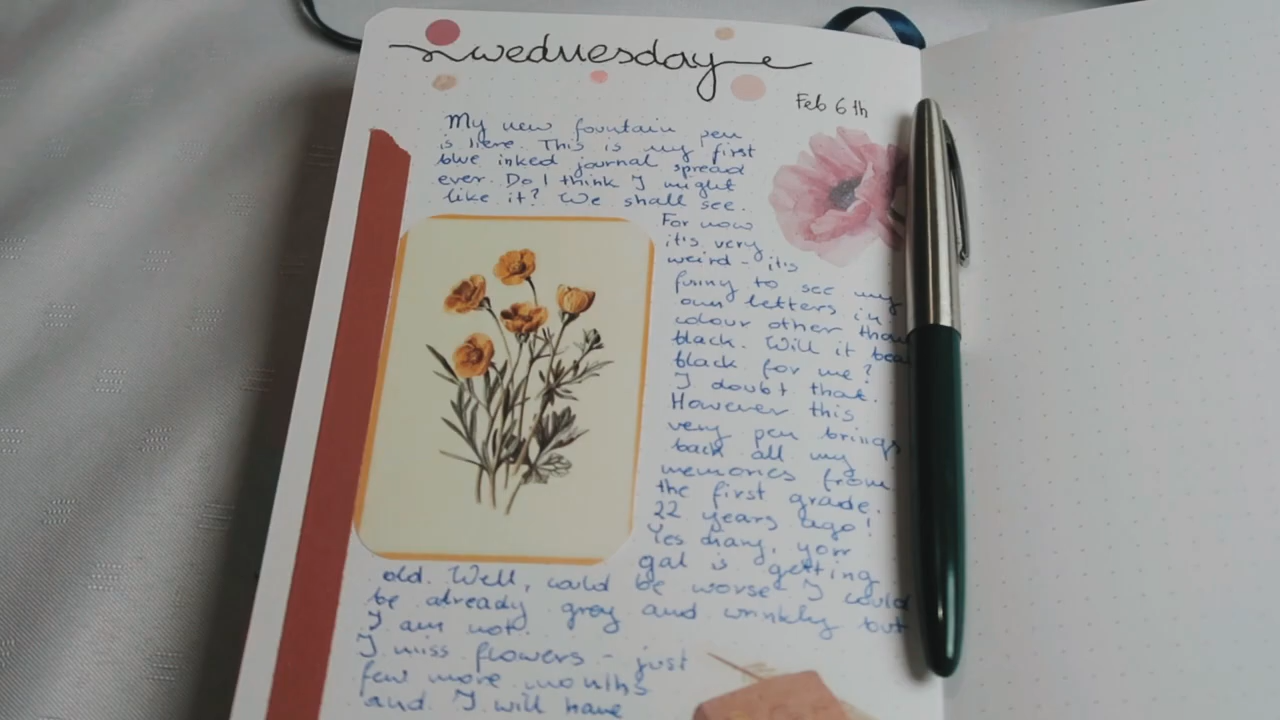 wednesday
Feb 6th
My new fountain pen
is here. This is my first
blue inked journal spread
ever. Do I think I might
like it? We shall see.
For now
it's very
weird - it's
funny to see my
own letters in
colour other than
black. Will it beat
black for me?
I doubt that.
However this
very pen brings
back all my
memories from
the first grade.
22 years ago!
Yes diary, your
gal is getting
old. Well, could be worse I could
be already grey and wrinkly but
I am not.
I miss flowers - just
few more months
and I will have